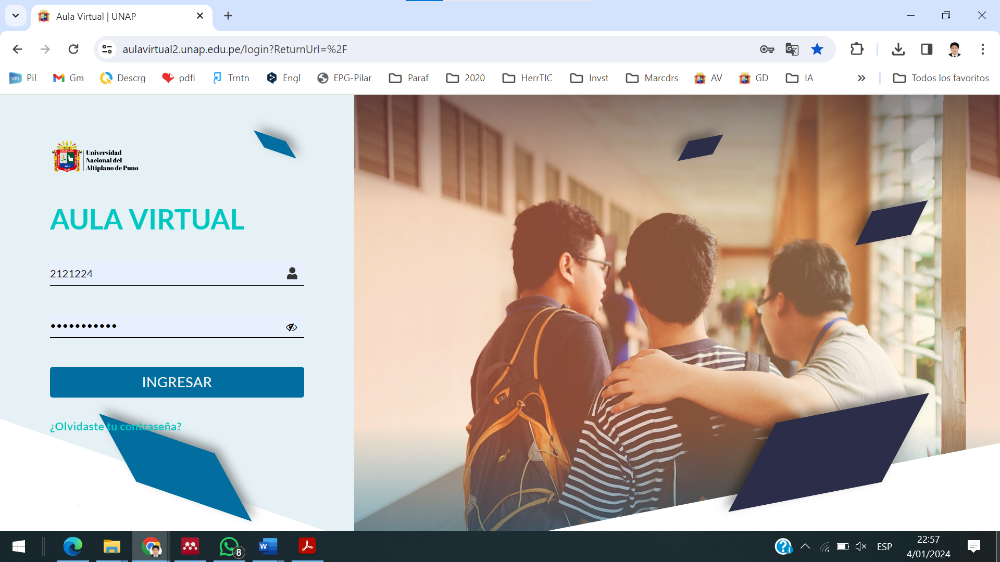 Aula Virtual | UNAP
aulavirtual2.unap.edu.pe/login?ReturnUrl=%2F
Pil
Gm
Descrg
pdfi
Trntn
Engl
EPG-Pilar
Paraf
2020
HerrTIC
Invst
Marcdrs
AV
GD
IA
Todos los favoritos
Universidad
Nacional del
Altiplano de Puno
AULA VIRTUAL
2121224
•••••••••••
INGRESAR
¿Olvidaste tu contraseña?
8
ESP
22:57
4/01/2024